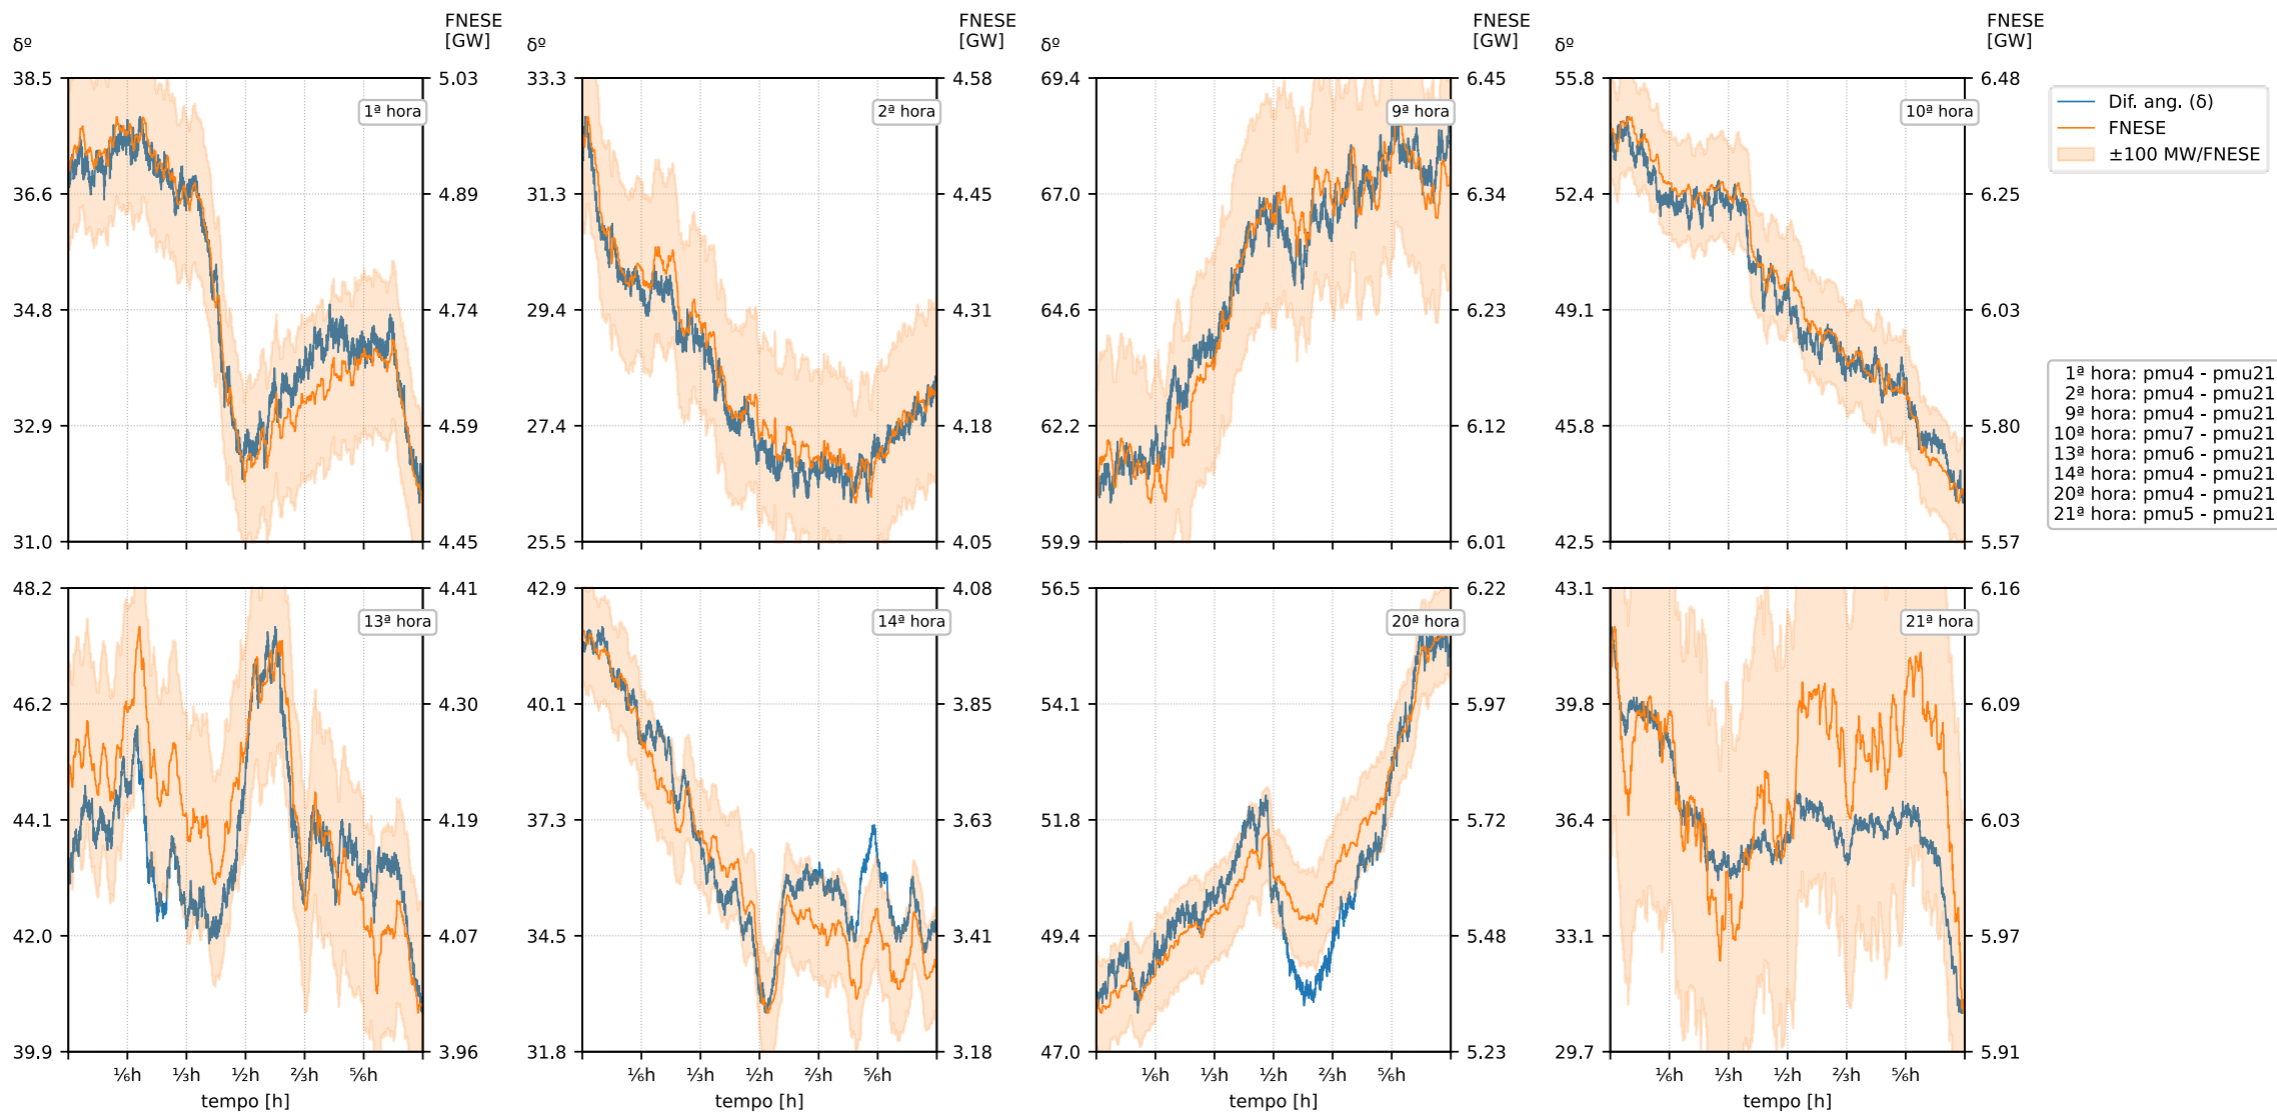 δº
FNESE
[GW]
δº
FNESE
[GW]
δº
FNESE
[GW]
δº
FNESE
[GW]
38.5
36.6
34.8
32.9
31.0
1ª hora
5.03
4.89
4.74
4.59
4.45
33.3
31.3
29.4
27.4
25.5
2ª hora
4.58
4.45
4.31
4.18
4.05
69.4
67.0
64.6
62.2
59.9
9ª hora
6.45
6.34
6.23
6.12
6.01
55.8
52.4
49.1
45.8
42.5
10ª hora
6.48
6.25
6.03
5.80
5.57
Dif. ang. (δ)
FNESE
±100 MW/FNESE
1ª hora: pmu4 - pmu21
2ª hora: pmu4 - pmu21
9ª hora: pmu4 - pmu21
10ª hora: pmu7 - pmu21
13ª hora: pmu6 - pmu21
14ª hora: pmu4 - pmu21
20ª hora: pmu4 - pmu21
21ª hora: pmu5 - pmu21
48.2
46.2
44.1
42.0
39.9
13ª hora
4.41
4.30
4.19
4.07
3.96
⅙h ⅓h ½h ⅔h ⅚h
tempo [h]
42.9
40.1
37.3
34.5
31.8
14ª hora
4.08
3.85
3.63
3.41
3.18
⅙h ⅓h ½h ⅔h ⅚h
tempo [h]
56.5
54.1
51.8
49.4
47.0
20ª hora
6.22
5.97
5.72
5.48
5.23
⅙h ⅓h ½h ⅔h ⅚h
tempo [h]
43.1
39.8
36.4
33.1
29.7
21ª hora
6.16
6.09
6.03
5.97
5.91
⅙h ⅓h ½h ⅔h ⅚h
tempo [h]